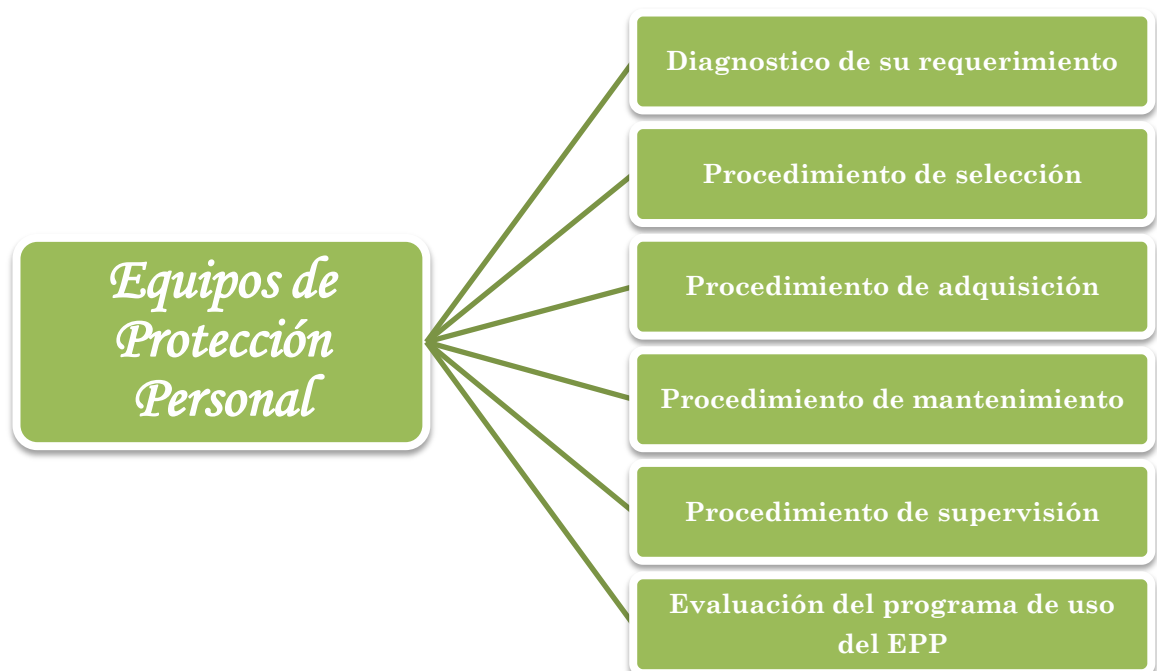 Equipos de
Protección
Personal
Diagnostico de su requerimiento
Procedimiento de selección
Procedimiento de adquisición
Procedimiento de mantenimiento
Procedimiento de supervisión
Evaluación del programa de uso
del EPP